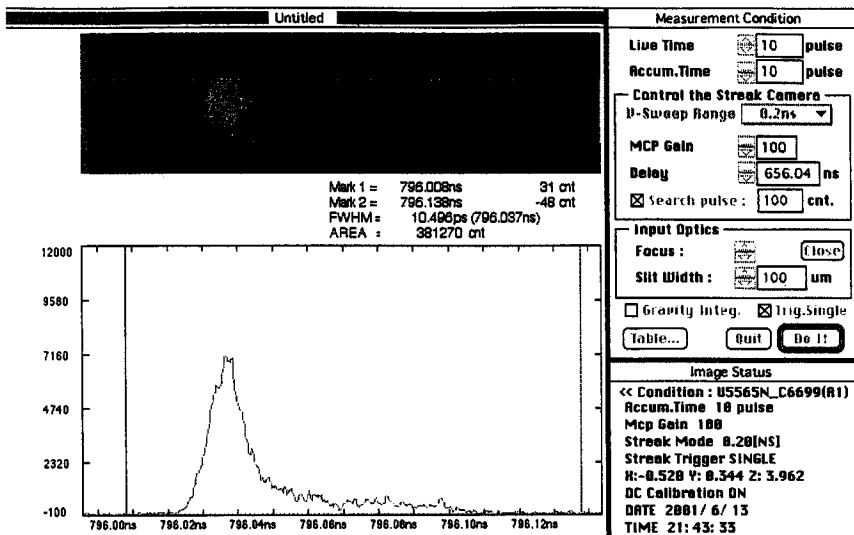 Untitled
Mark 1 = 796.008ns 31 cnt
Mark 2 = 796.138ns -48 cnt
FWHM = 10.496ps (796.037ns)
AREA : 381270 cnt
12000
9580
7160
4740
2320
-100
796.00ns 796.02ns 796.04ns 796.06ns 796.08ns 796.10ns 796.12ns
Measurement Condition
Live Time 10 pulse
Accum.Time 10 pulse
Control the Streak Camera
V-Sweep Range 0.2ns
MCP Gain 100
Delay 656.04 ns
Search pulse : 100 cnt.
Input Optics
Focus : Close
Slit Width : 100 um
Gravity Integ. Trig.Single
Table... Quit Do It
Image Status
<< Condition : U5565N_C6699(R1)
Accum.Time 10 pulse
Mcp Gain 100
Streak Mode 0.20[NS]
Streak Trigger SINGLE
X:-0.520 Y: 0.344 Z: 3.962
DC Calibration ON
DATE 2001/ 6/ 13
TIME 21: 43: 33